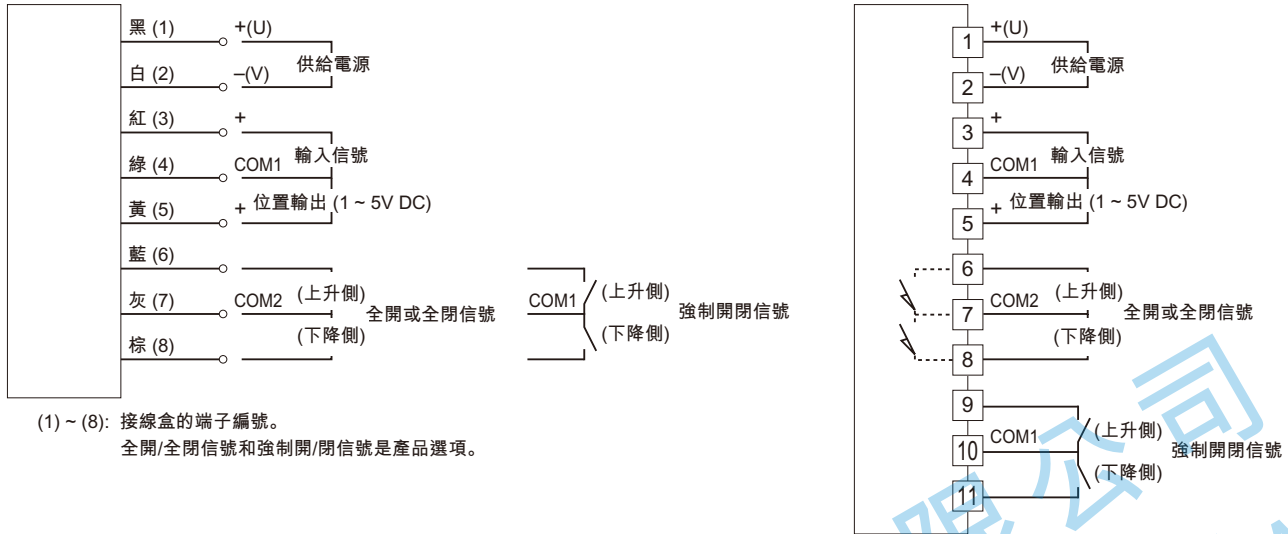 黑 (1) +(U)
供給電源
白 (2) –(V)
紅 (3) +
輸入信號
綠 (4) COM1
位置輸出 (1 ~ 5V DC)
黃 (5) +
藍 (6)
(上升側)
灰 (7) COM2
全開或全閉信號
(下降側)
棕 (8)
COM1
(上升側)
強制開閉信號
(下降側)
(1) ~ (8): 接線盒的端子編號。
全開/全閉信號和強制開/閉信號是產品選項。
1 +(U)
供給電源
2 –(V)
3 +
輸入信號
4 COM1
位置輸出 (1 ~ 5V DC)
5 +
6
(上升側)
7 COM2
全開或全閉信號
(下降側)
8
9
(上升側)
10 COM1
強制開閉信號
(下降側)
11
限公司